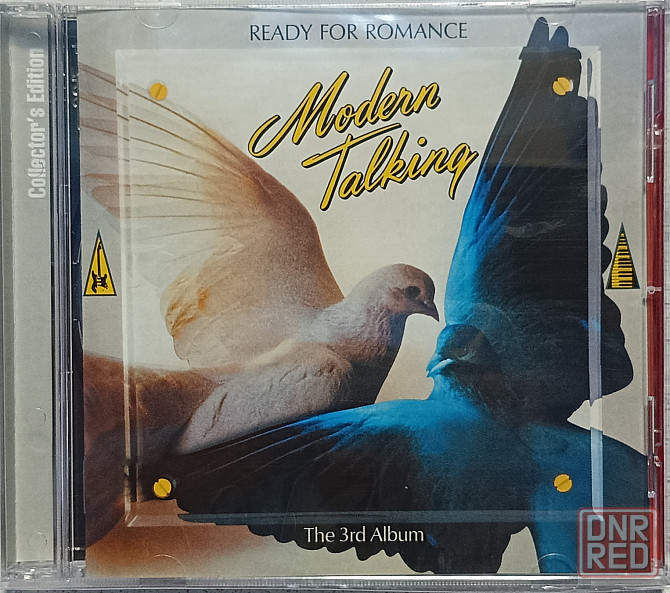 READY FOR ROMANCE
Collector's Edition
Modern
Talking
The 3rd Album
DNR
RED